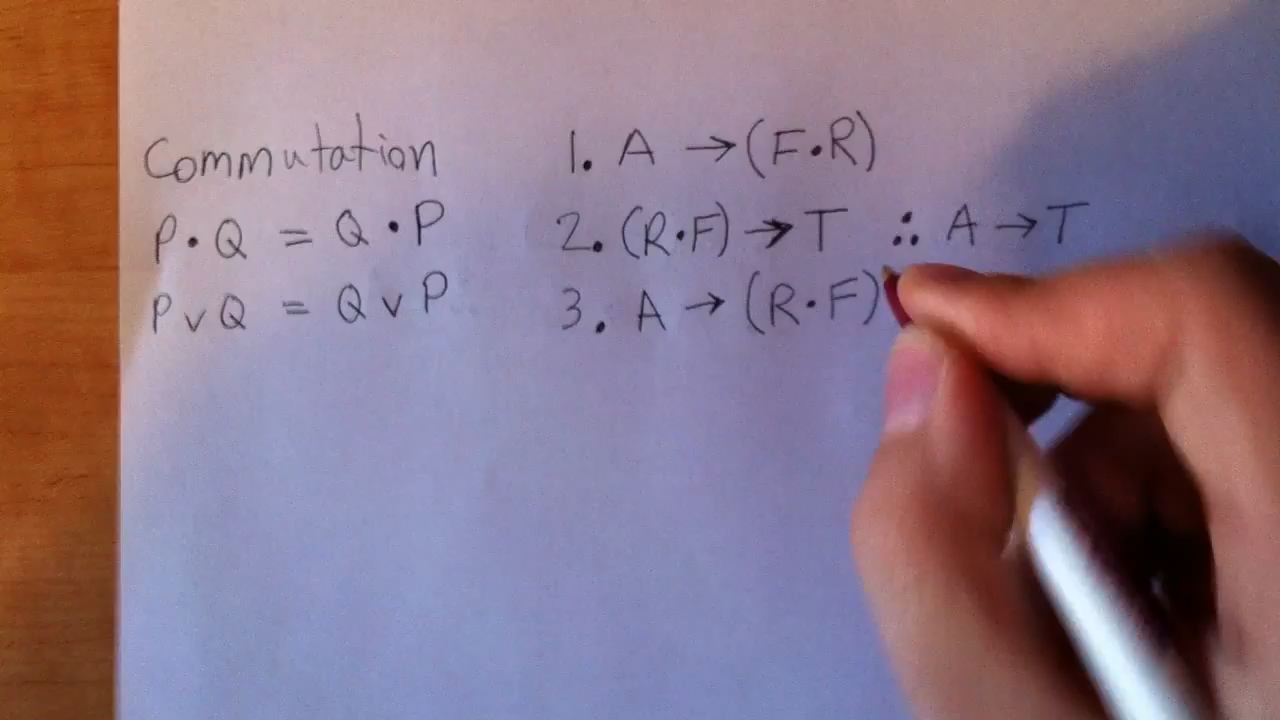 Commutation
P • Q = Q • P
P v Q = Q v P
1. A → (F • R)
2. (R • F) → T ∴ A → T
3. A → (R • F)